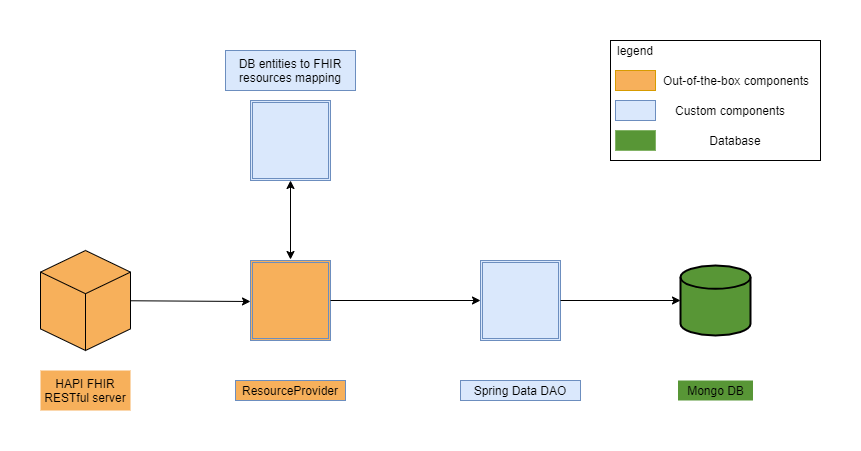 legend
DB entities to FHIR
resources mapping
Out-of-the-box components
Custom components
Database
HAPI FHIR
RESTful server
ResourceProvider
Spring Data DAO
Mongo DB